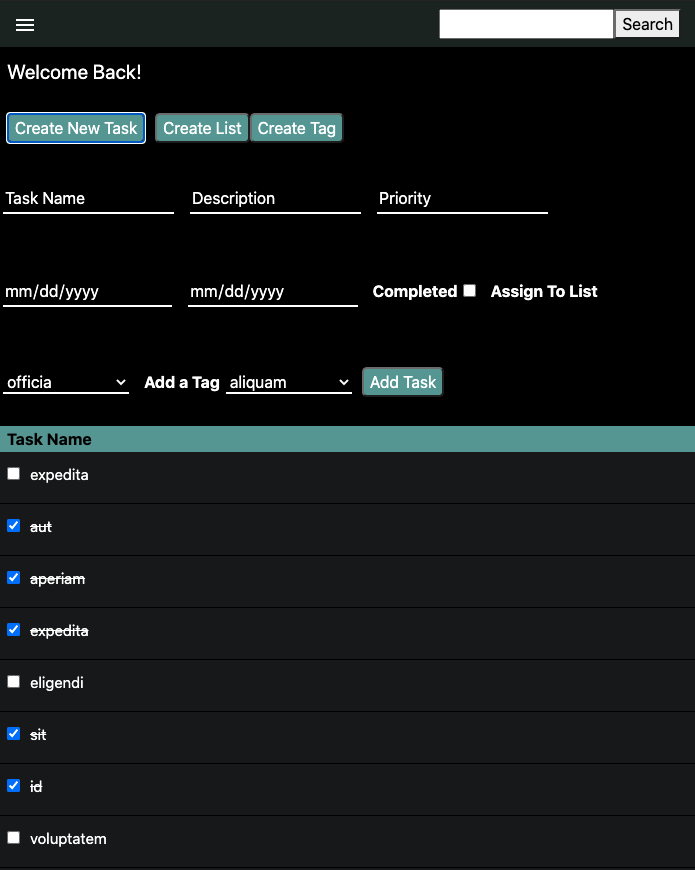 Search
Welcome Back!
Create New Task Create List Create Tag
Task Name Description Priority
mm/dd/yyyy mm/dd/yyyy Completed Assign To List
officia Add a Tag aliquam Add Task
Task Name
expedita
aut
aperiam
expedita
eligendi
sit
id
voluptatem